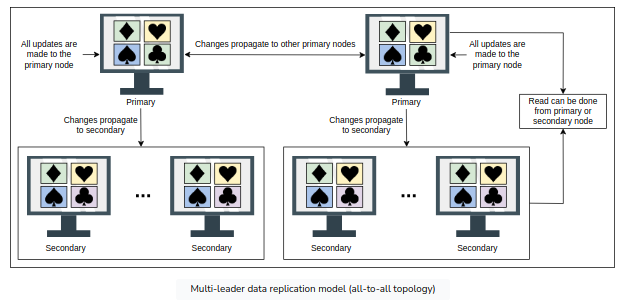 All updates are
made to the
primary node
Changes propagate to other primary nodes
All updates are
made to the
primary node
Primary
Primary
Read can be done
from primary or
secondary node
Changes propagate
to secondary
Changes propagate
to secondary
...
...
Secondary
Secondary
Secondary
Secondary
Multi-leader data replication model (all-to-all topology)